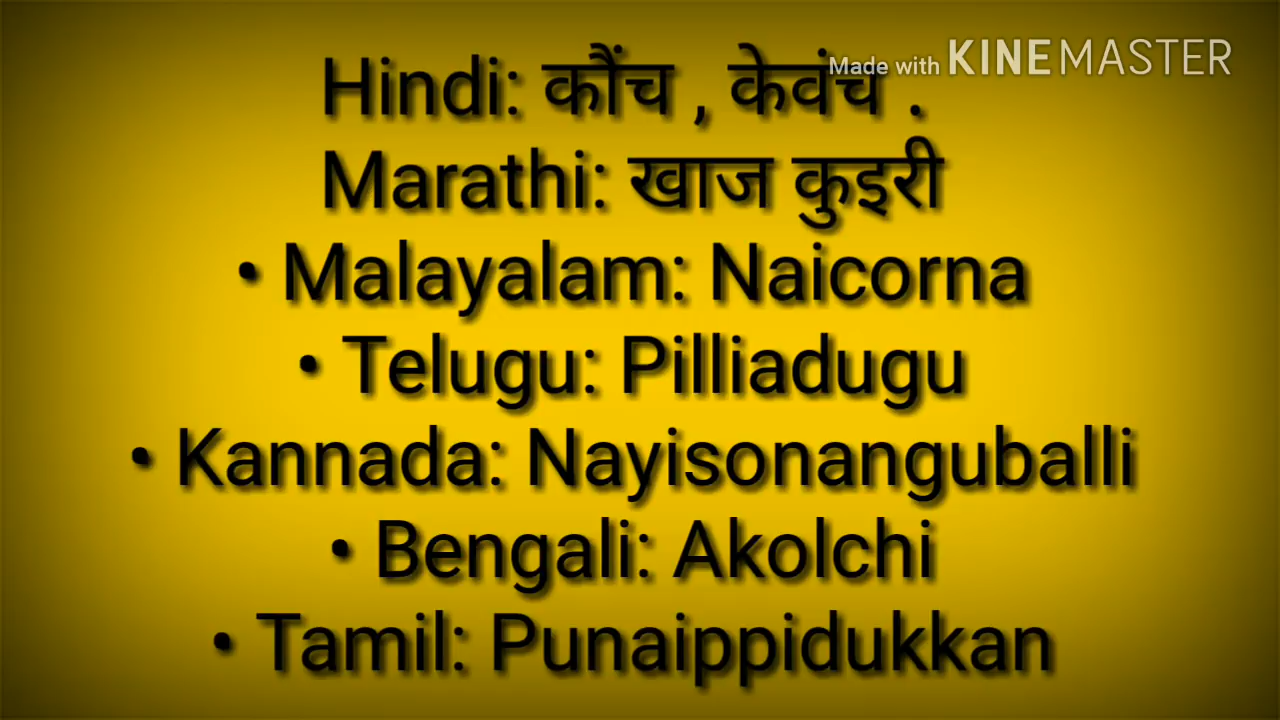 Made with KINEMASTER
Hindi: कौंच , केवंच .
Marathi: खाज कुइरी
• Malayalam: Naicorna
• Telugu: Pilliadugu
• Kannada: Nayisonanguballi
• Bengali: Akolchi
• Tamil: Punaippidukkan